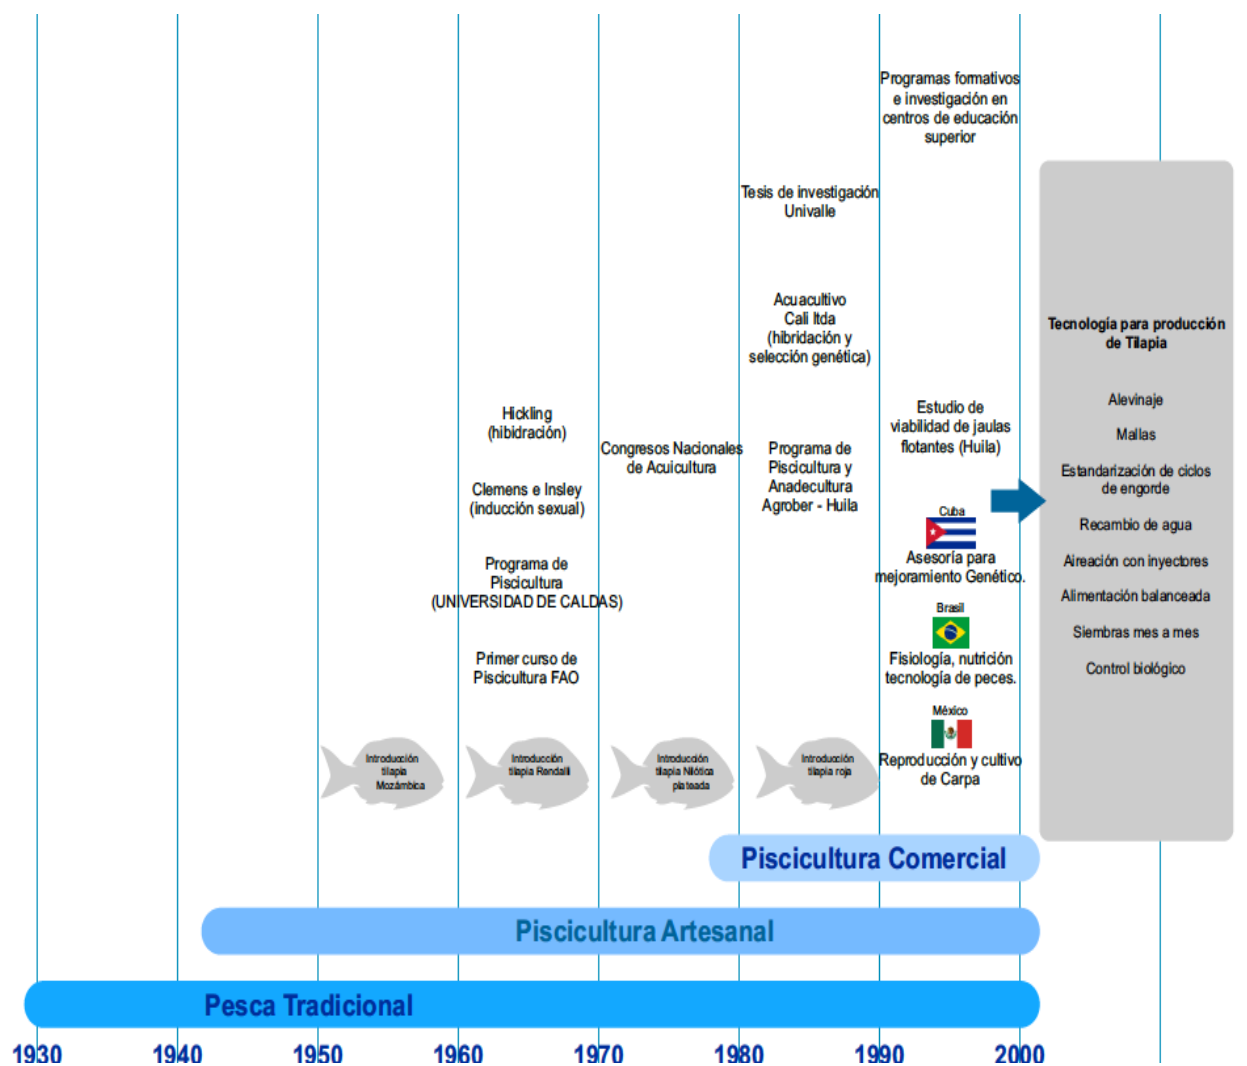 Programas formativos
e investigación en
centros de educación
superior
Tesis de investigación
Univalle
Acuacultivo
Cali ltda
(hibridación y
selección genética)
Tecnología para producción
de Tilapia
Alevinaje
Mallas
Estandarización de ciclos
de engorde
Recambio de agua
Aireación con inyectores
Alimentación balanceada
Siembras mes a mes
Control biológico
Hickling
(hibidración)
Clemens e Insley
(inducción sexual)
Programa de
Piscicultura
(UNIVERSIDAD DE CALDAS)
Primer curso de
Piscicultura FAO
Congresos Nacionales
de Acuicultura
Programa de
Piscicultura y
Anadecultura
Agrober - Huila
Estudio de
viabilidad de jaulas
flotantes (Huila)
Cuba
Asesoría para
mejoramiento Genético.
Brasil
Fisiología, nutrición
tecnología de peces.
México
Reproducción y cultivo
de Carpa
Introducción
tilapia
Mozámbica
Introducción
tilapia Rendalli
Introducción
tilapia Nilótica
plateada
Introducción
tilapia roja
Piscicultura Comercial
Piscicultura Artesanal
Pesca Tradicional
1930
1940
1950
1960
1970
1980
1990
2000